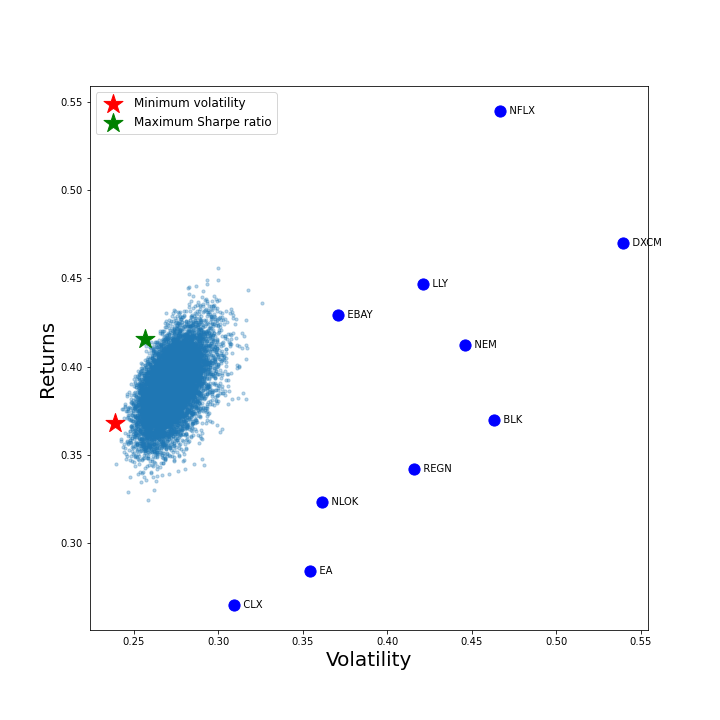 Minimum volatility
Maximum Sharpe ratio
0.55
0.50
0.45
0.40
0.35
0.30
Returns
NFLX
DXCM
LLY
EBAY
NEM
BLK
REGN
NLOK
EA
CLX
0.25 0.30 0.35 0.40 0.45 0.50 0.55
Volatility